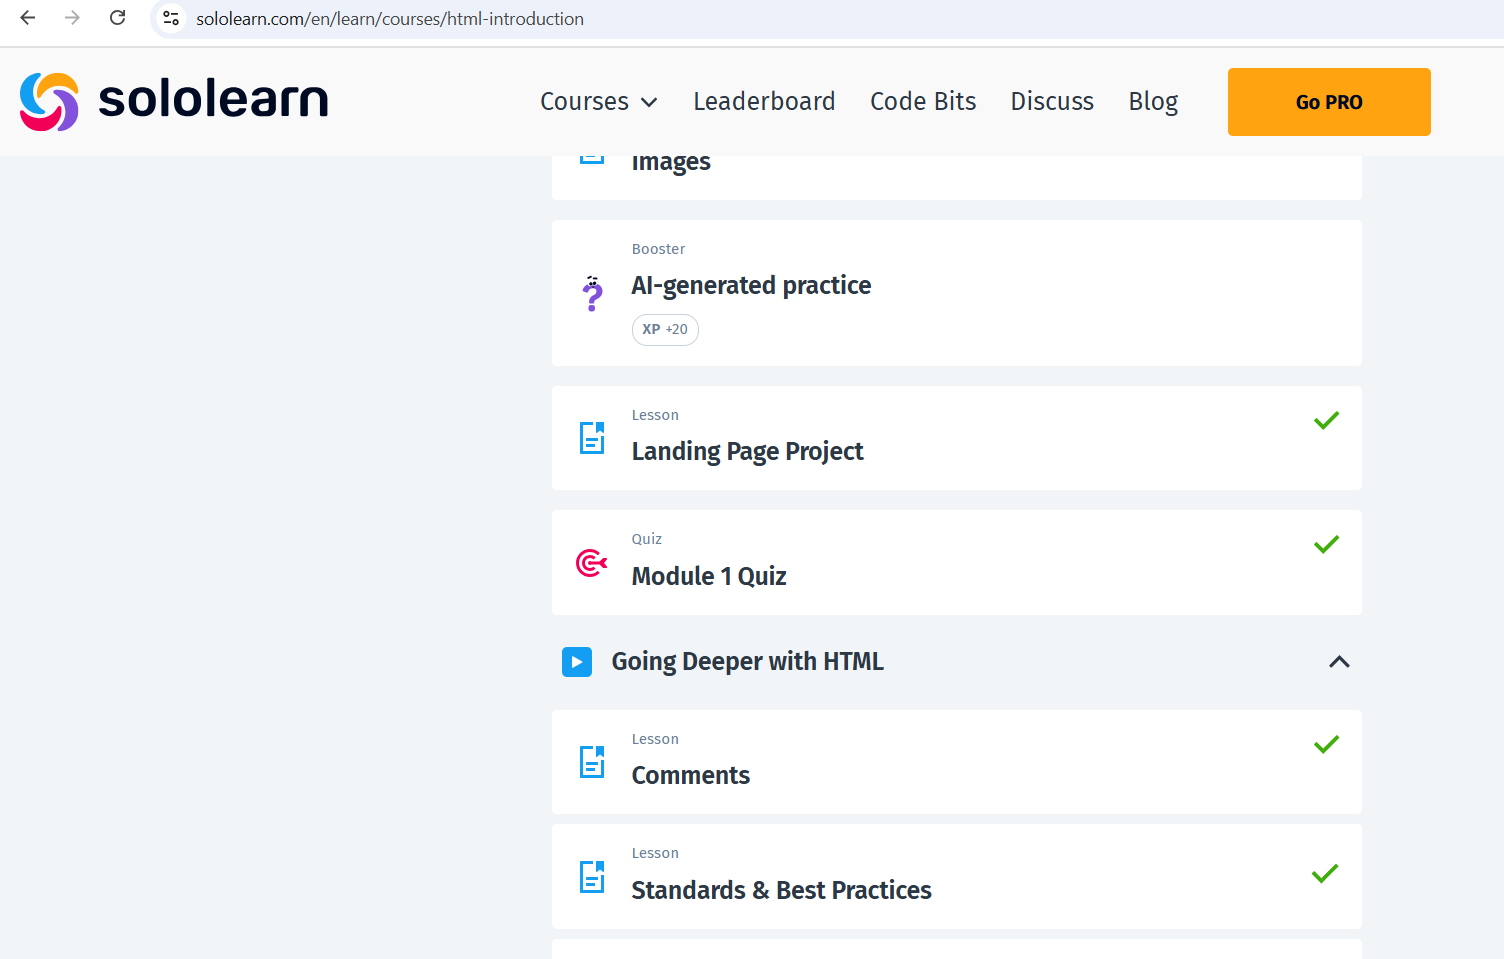 sololearn.com/en/learn/courses/html-introduction
sololearn
Courses
Leaderboard
Code Bits
Discuss
Blog
Go PRO
Images
Booster
AI-generated practice
XP +20
Lesson
Landing Page Project
Quiz
Module 1 Quiz
Going Deeper with HTML
Lesson
Comments
Lesson
Standards & Best Practices